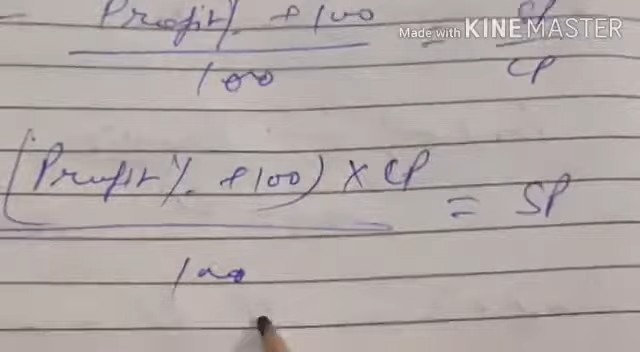 Profit% +100 = SP
100 CP
Made with KINEMASTER
(Profit% +100) × CP = SP
100